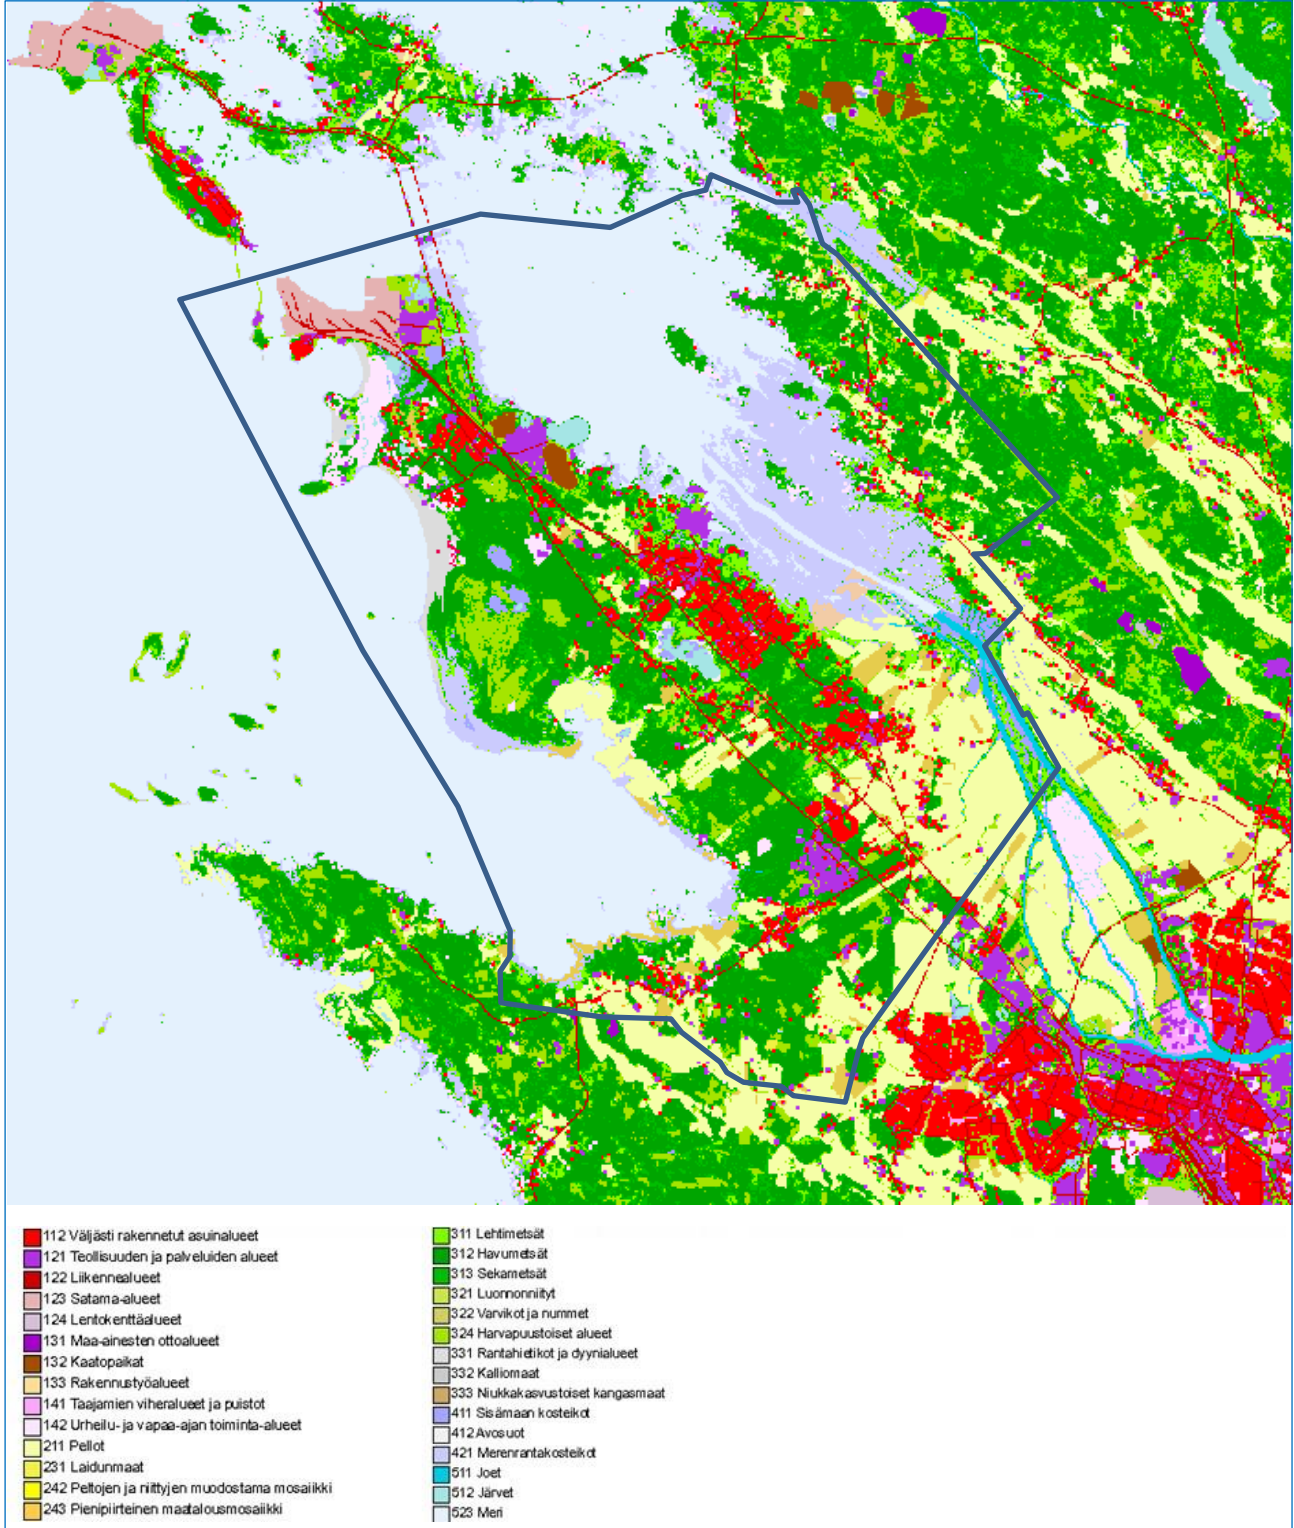 112 Väljästi rakennetut asuinalueet
121 Teollisuuden ja palveluiden alueet
122 Liikennealueet
123 Satama-alueet
124 Lentokenttäalueet
131 Maa-ainesten ottoalueet
132 Kaatopaikat
133 Rakennustyöalueet
141 Taajamien viheralueet ja puistot
142 Urheilu- ja vapaa-ajan toiminta-alueet
211 Pellot
231 Laidunmaat
242 Peltojen ja niittyjen muodostama mosaiikki
243 Pienipiirteinen maatalousmosaiikki
311 Lehtimetsät
312 Havumetsät
313 Sekametsät
321 Luonnonniityt
322 Varvikot ja nummet
324 Harvapuustoiset alueet
331 Rantahietikot ja dyynialueet
332 Kalliomaat
333 Niukkakasvustoiset kangasmaat
411 Sisämaan kosteikot
412 Avosuot
421 Merenrantakosteikot
511 Joet
512 Järvet
523 Meri